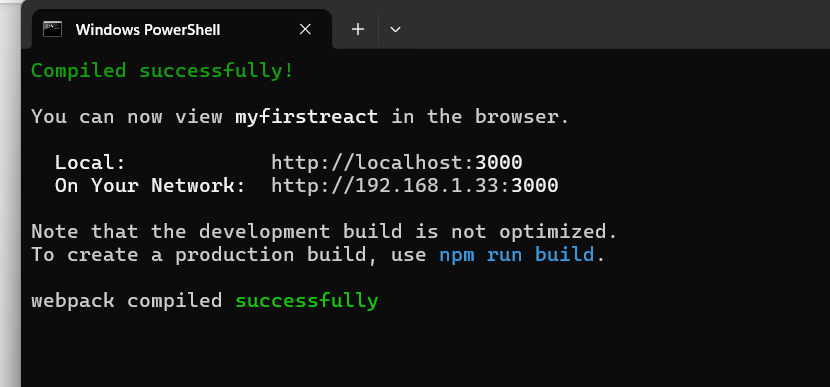 Windows PowerShell
Compiled successfully!
You can now view myfirstreact in the browser.
Local: http://localhost:3000
On Your Network: http://192.168.1.33:3000
Note that the development build is not optimized.
To create a production build, use npm run build.
webpack compiled successfully